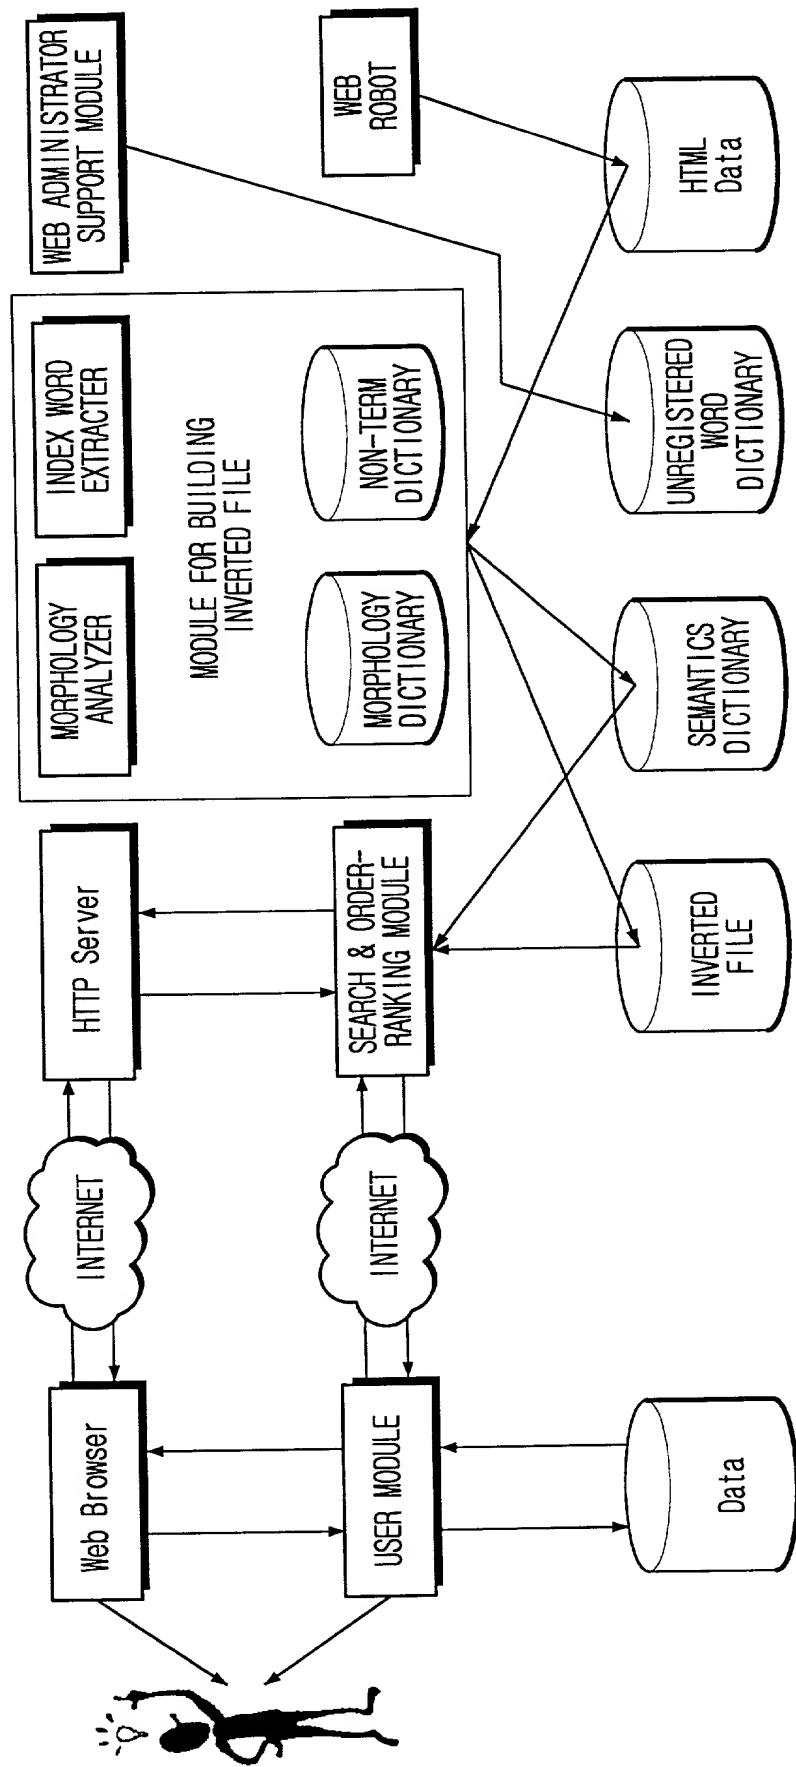 Web Browser
INTERNET
HTTP Server
MORPHOLOGY
ANALYZER
INDEX WORD
EXTRACTER
WEB ADMINISTRATOR
SUPPORT MODULE
MODULE FOR BUILDING
INVERTED FILE
USER MODULE
INTERNET
SEARCH & ORDER-
RANKING MODULE
MORPHOLOGY
DICTIONARY
NON-TERM
DICTIONARY
WEB
ROBOT
Data
INVERTED
FILE
SEMANTICS
DICTIONARY
UNREGISTERED
WORD
DICTIONARY
HTML
Data